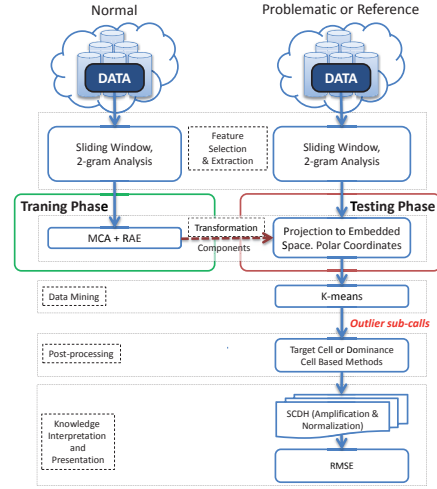 Normal
Problematic or Reference
DATA
DATA
Sliding Window,
2-gram Analysis
Feature
Selection
& Extraction
Sliding Window,
2-gram Analysis
Traning Phase
Testing Phase
MCA + RAE
Transformation
Components
Projection to Embedded
Space. Polar Coordinates
Data Mining
K-means
Outlier sub-calls
Post-processing
Target Cell or Dominance
Cell Based Methods
Knowledge
Interpretation
and
Presentation
SCDH (Amplification &
Normalization)
RMSE